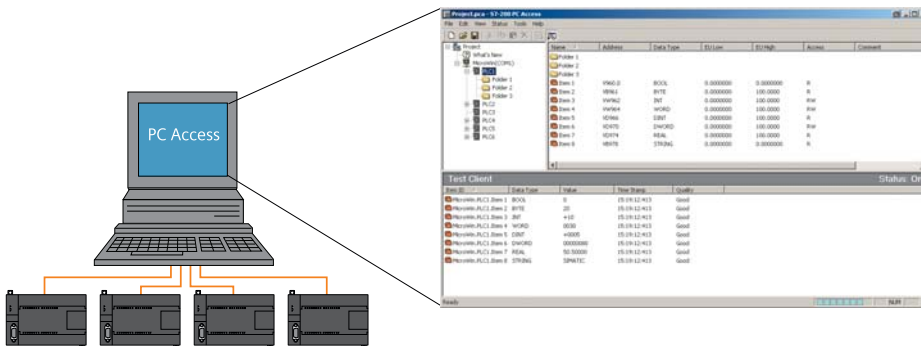 PC Access
Project.pca - S7-200 PC Access
File Edit View Status Tools Help
Project
What's New
MicroWin(COM1)
PLC1
Folder 1
Folder 2
Folder 3
PLC2
PLC3
PLC4
PLC5
PLC6
Name Address Data Type EU Low EU High Access Comment
Folder 1
Folder 2
Folder 3
Item 1 V960.0 BOOL 0.0000000 0.0000000 R
Item 2 VB961 BYTE 0.0000000 100.0000 R
Item 3 VW962 INT 0.0000000 100.0000 RW
Item 4 VW964 WORD 0.0000000 100.0000 RW
Item 5 VD966 DINT 0.0000000 100.0000 R
Item 6 VD970 DWORD 0.0000000 100.0000 RW
Item 7 VD974 REAL 0.0000000 100.0000 R
Item 8 VB978 STRING 0.0000000 100.0000 R
Test Client Status: On
Item ID Data Type Value Time Stamp Quality
MicroWin.PLC1.Item 1 BOOL 0 15:19:12:413 Good
MicroWin.PLC1.Item 2 BYTE 20 15:19:12:413 Good
MicroWin.PLC1.Item 3 INT +10 15:19:12:413 Good
MicroWin.PLC1.Item 4 WORD 0030 15:19:12:413 Good
MicroWin.PLC1.Item 5 DINT +0005 15:19:12:413 Good
MicroWin.PLC1.Item 6 DWORD 00000000 15:19:12:413 Good
MicroWin.PLC1.Item 7 REAL 50.50000 15:19:12:413 Good
MicroWin.PLC1.Item 8 STRING SIMATIC 15:19:12:413 Good
Ready NUM